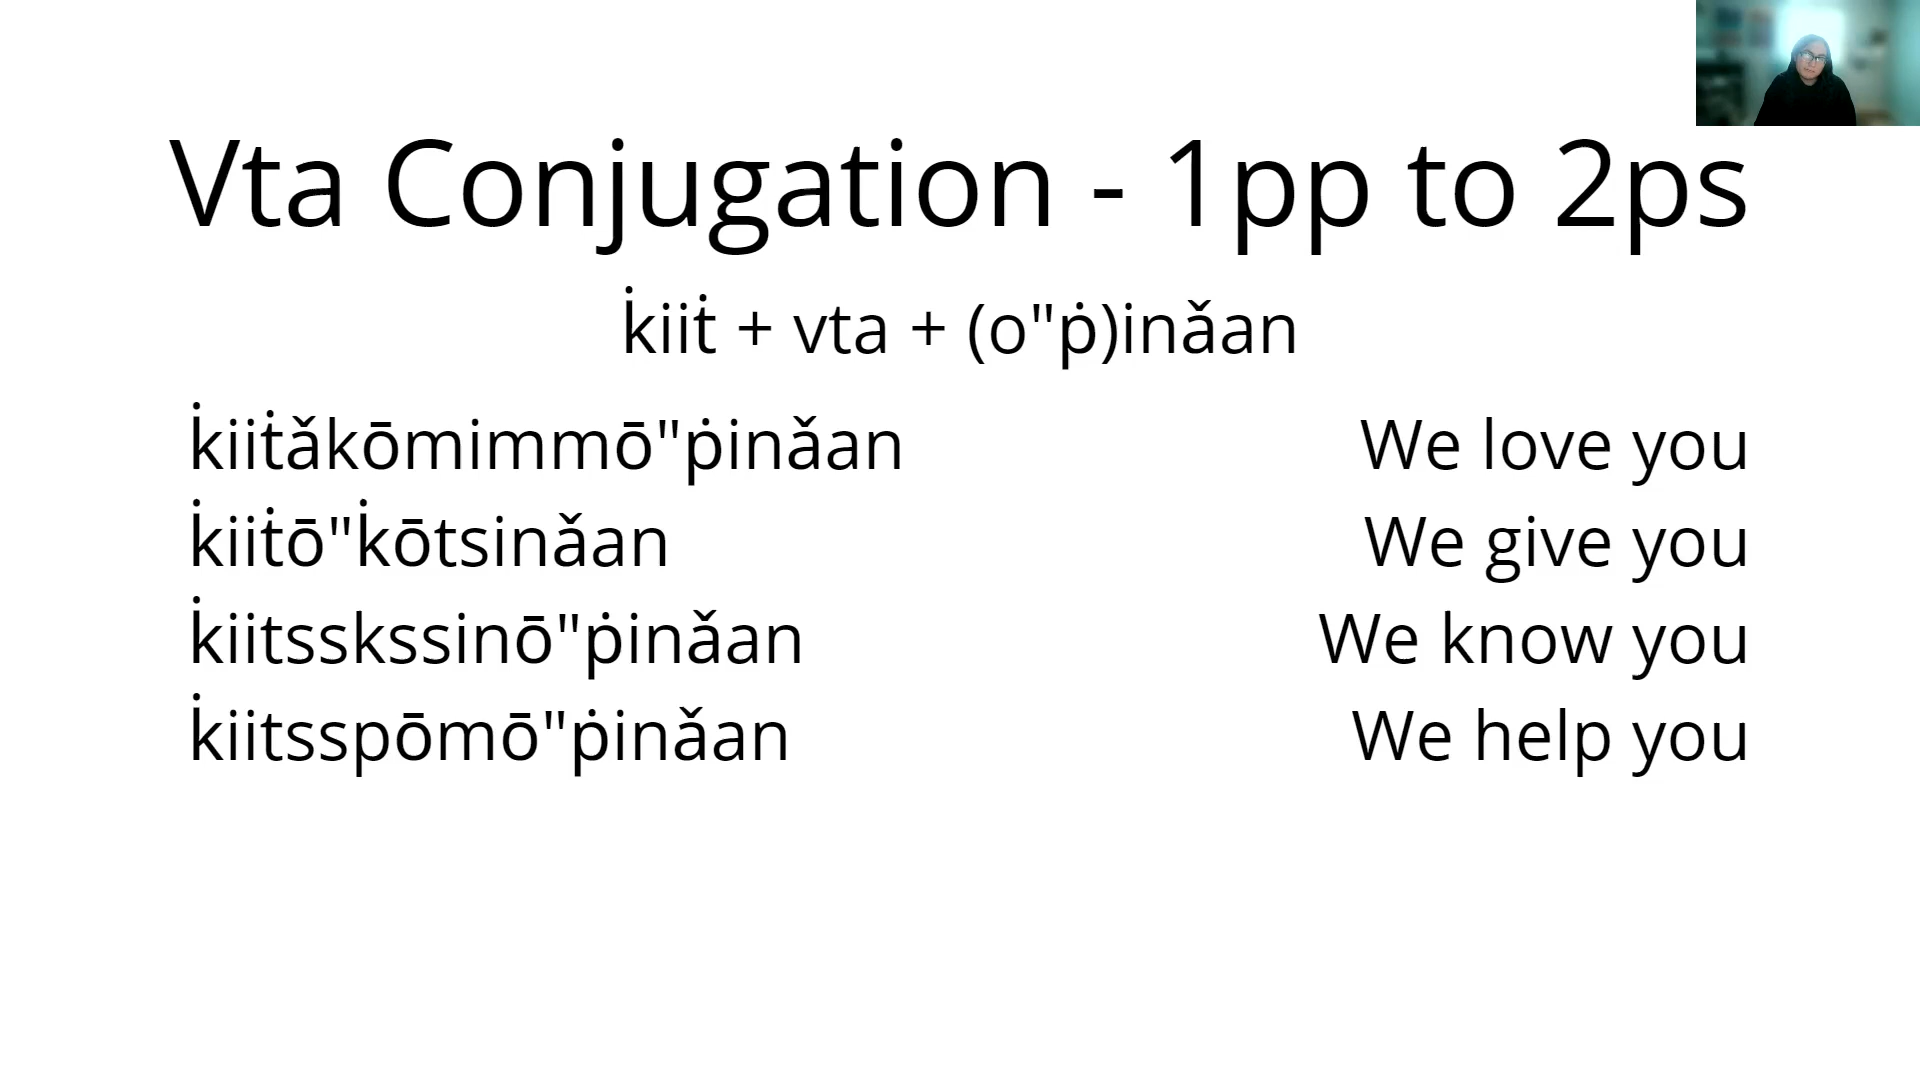 Vta Conjugation - 1pp to 2ps
k̇iiṫ + vta + (o"ṗ)inǎan
k̇iiṫǎkōmimmō"ṗinǎan We love you
k̇iiṫō"k̇ōtsinǎan We give you
k̇iitsskssinō"ṗinǎan We know you
k̇iitsspōmō"ṗinǎan We help you